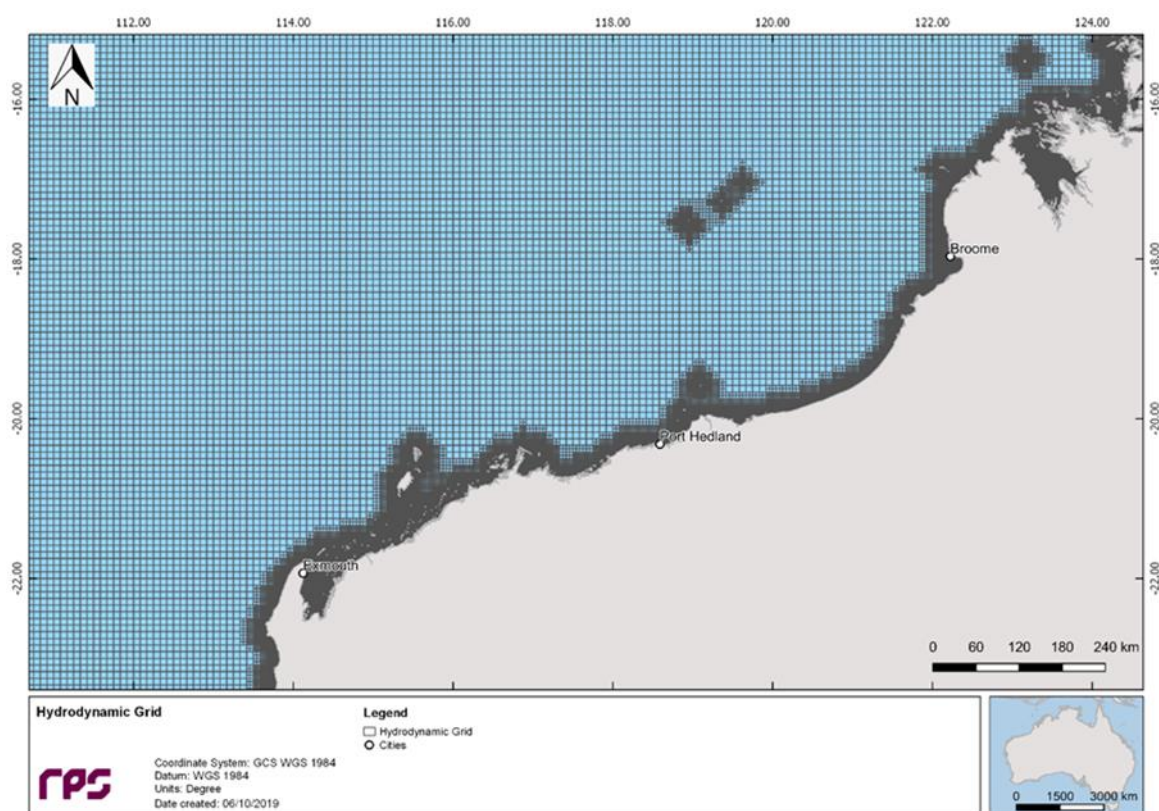 112.00 114.00 116.00 118.00 120.00 122.00 124.00
N
-16.00 -16.00
-18.00 -18.00
Broome
-20.00 -20.00
Port Hedland
Exmouth
-22.00 -22.00
0 60 120 180 240 km
Hydrodynamic Grid
Legend
Hydrodynamic Grid
Cities
rps
Coordinate System: GCS WGS 1984
Datum: WGS 1984
Units: Degree
Date created: 06/10/2019
0 1500 3000 km